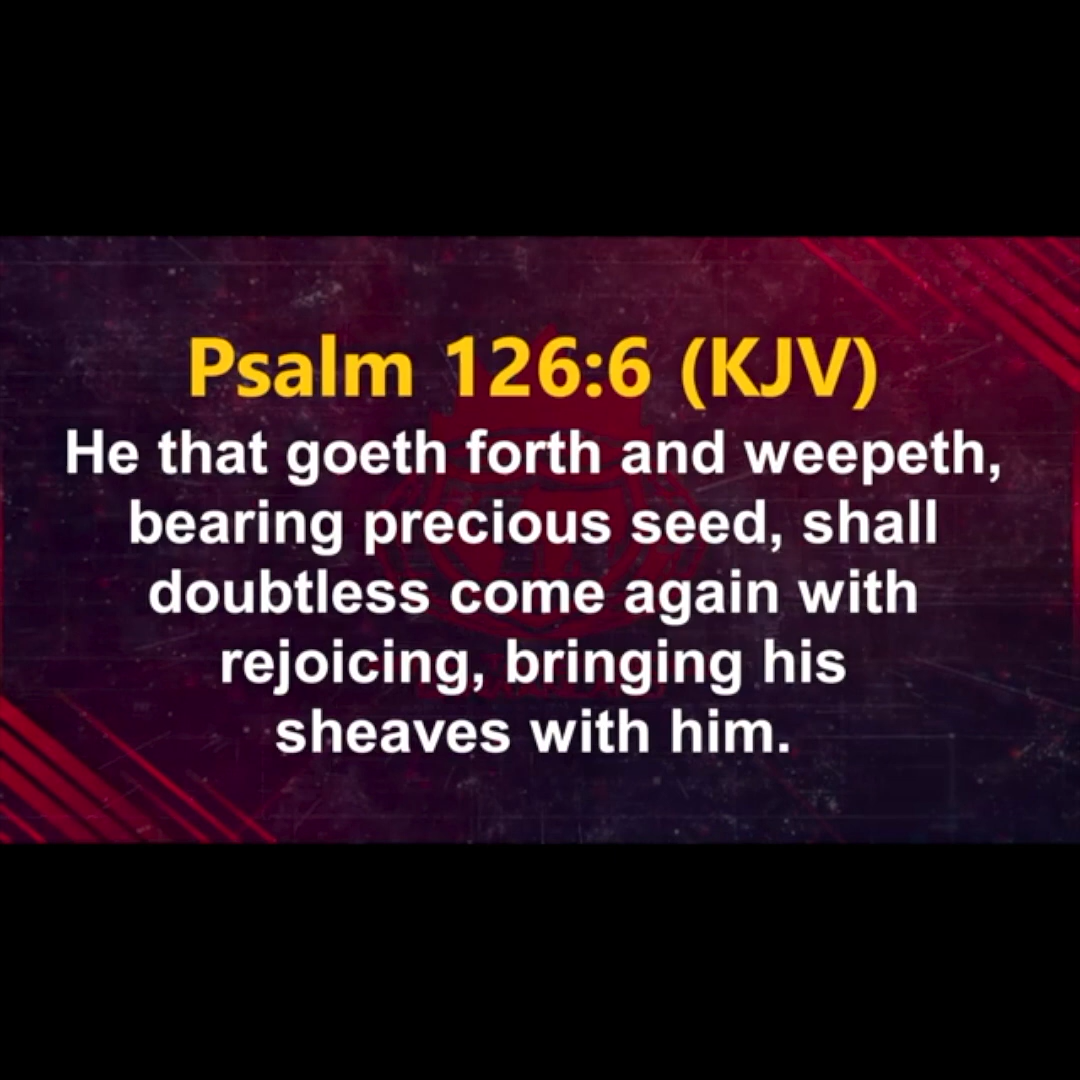 Psalm 126:6 (KJV)
He that goeth forth and weepeth,
bearing precious seed, shall
doubtless come again with
rejoicing, bringing his
sheaves with him.